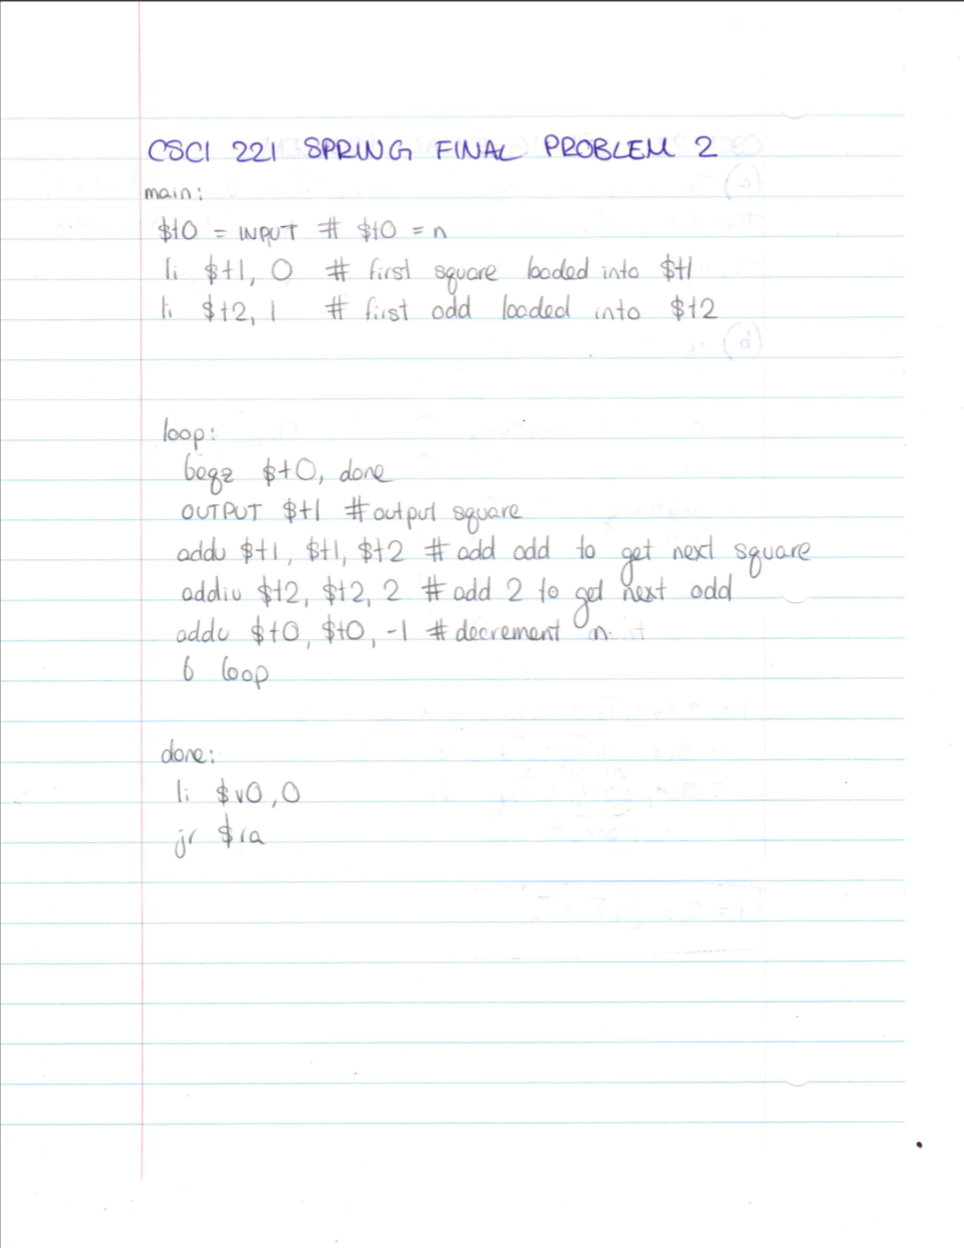 CSCI 221 SPRING FINAL PROBLEM 2
main:
$t0 = INPUT # $t0 = n
li $t1, 0 # first square loaded into $t1
li $t2, 1 # first odd loaded into $t2
loop:
beqz $t0, done
OUTPUT $t1 # output square
addu $t1, $t1, $t2 # add odd to get next square
addiu $t2, $t2, 2 # add 2 to get next odd
addu $t0, $t0, -1 # decrement n
b loop
done:
li $v0, 0
jr $ra